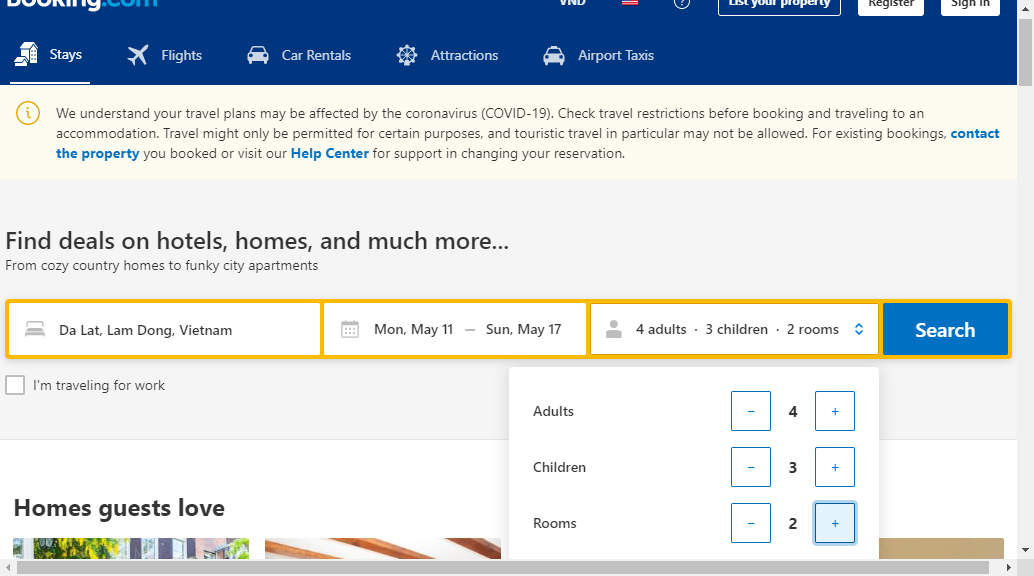 Booking.com
VND
List your property
Register
Sign in
Stays
Flights
Car Rentals
Attractions
Airport Taxis
We understand your travel plans may be affected by the coronavirus (COVID-19). Check travel restrictions before booking and traveling to an
accommodation. Travel might only be permitted for certain purposes, and touristic travel in particular may not be allowed. For existing bookings, contact
the property you booked or visit our Help Center for support in changing your reservation.
Find deals on hotels, homes, and much more...
From cozy country homes to funky city apartments
Da Lat, Lam Dong, Vietnam
Mon, May 11 — Sun, May 17
4 adults · 3 children · 2 rooms
Search
I'm traveling for work
Adults − 4 +
Children − 3 +
Rooms − 2 +
Homes guests love